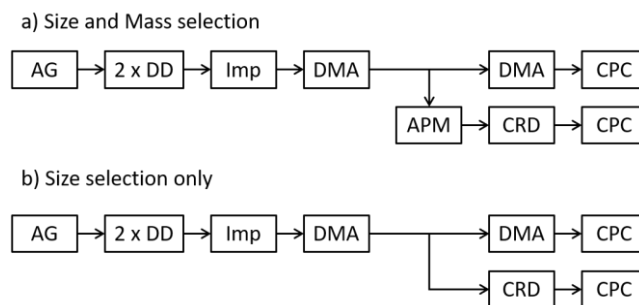 a) Size and Mass selection
AG 2 x DD Imp DMA DMA CPC
APM CRD CPC
b) Size selection only
AG 2 x DD Imp DMA DMA CPC
CRD CPC